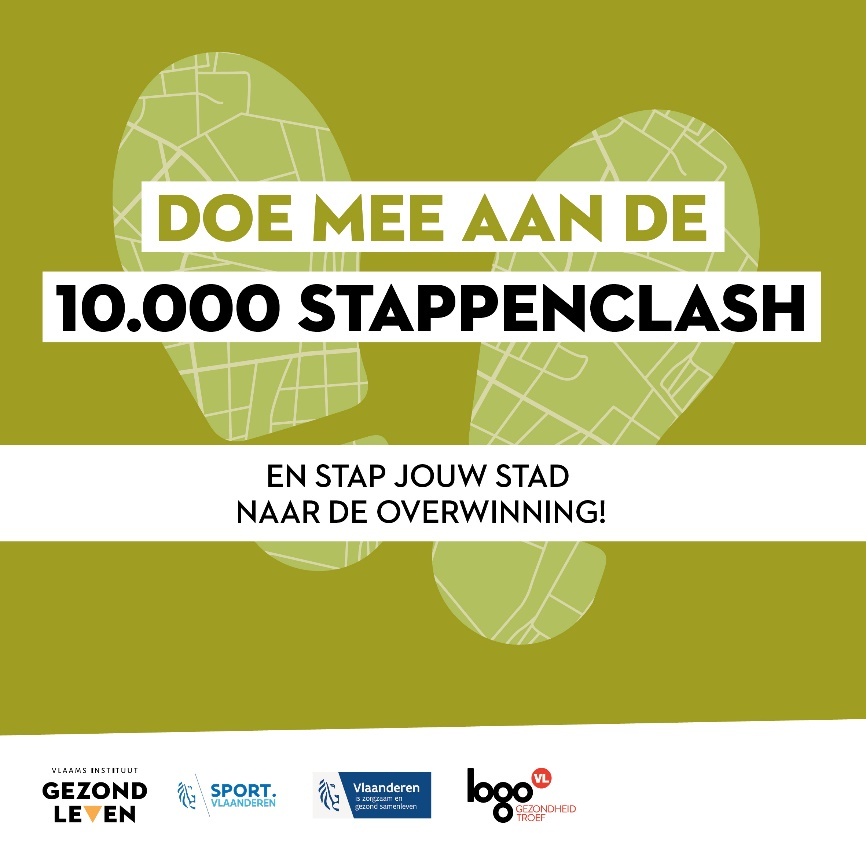 DOE MEE AAN DE
10.000 STAPPENCLASH
EN STAP JOUW STAD
NAAR DE OVERWINNING!
VLAAMS INSTITUUT
GEZOND
LEVEN
SPORT.
VLAANDEREN
Vlaanderen
is zorgzaam en
gezond samenleven
logo
VL
GEZONDHEID
TROEF